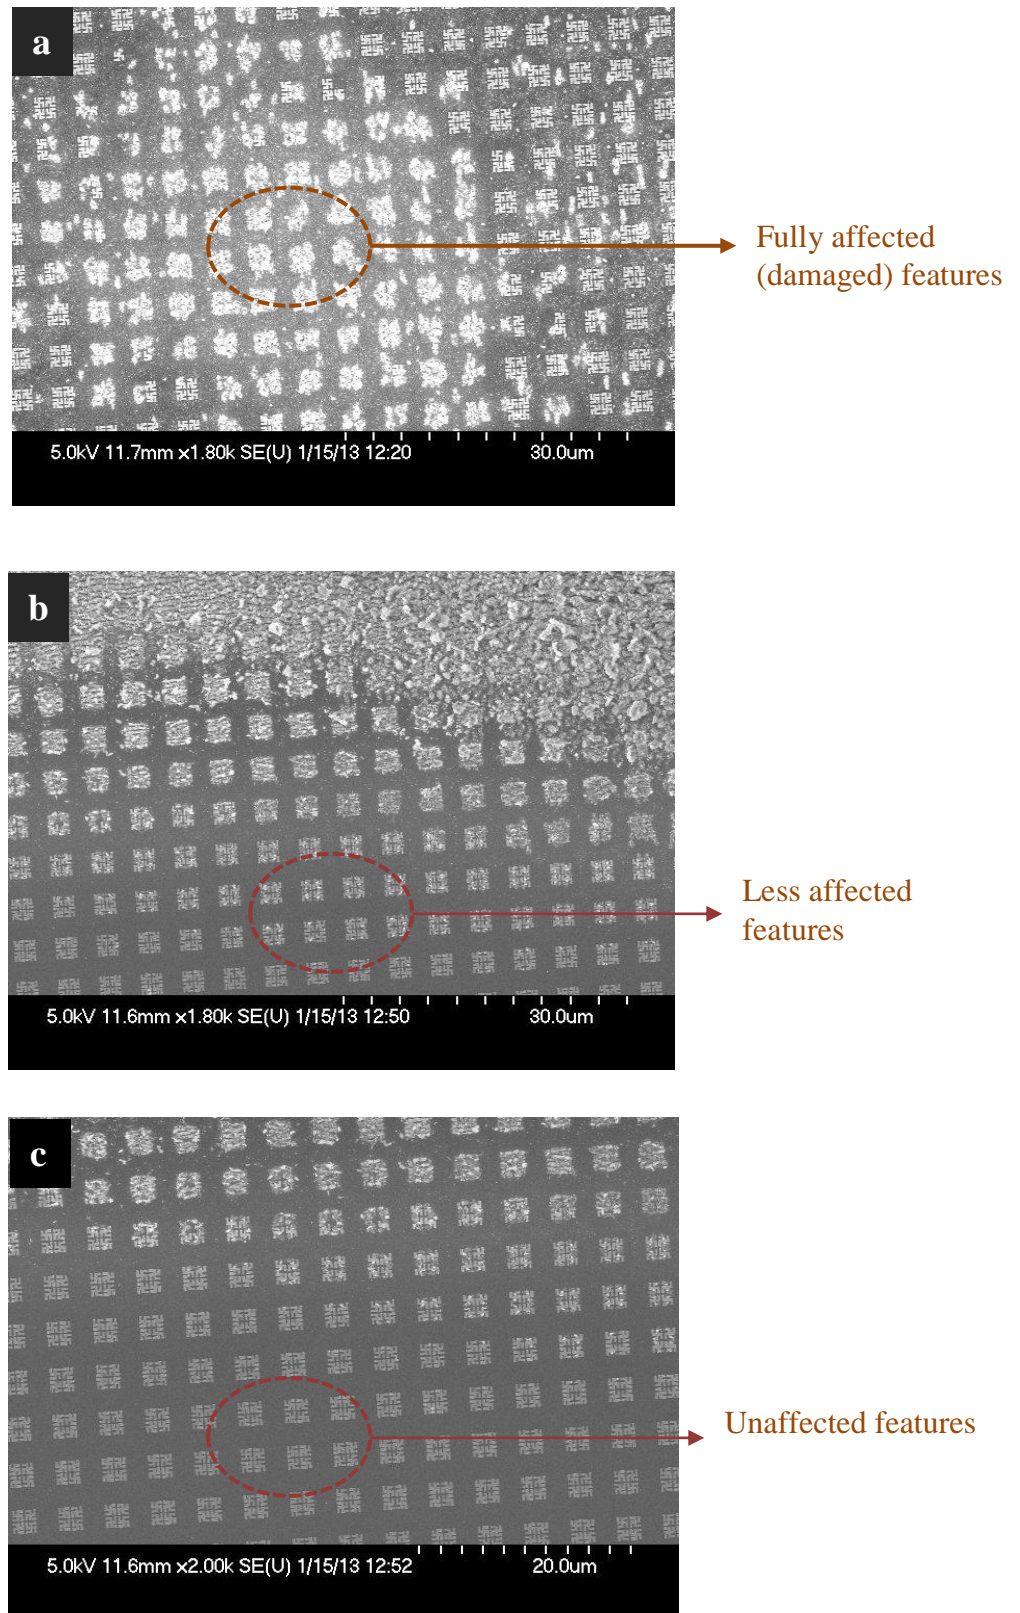 a
Fully affected
(damaged) features
5.0kV 11.7mm x1.80k SE(U) 1/15/13 12:20 30.0um
b
Less affected
features
5.0kV 11.6mm x1.80k SE(U) 1/15/13 12:50 30.0um
c
Unaffected features
5.0kV 11.6mm x2.00k SE(U) 1/15/13 12:52 20.0um